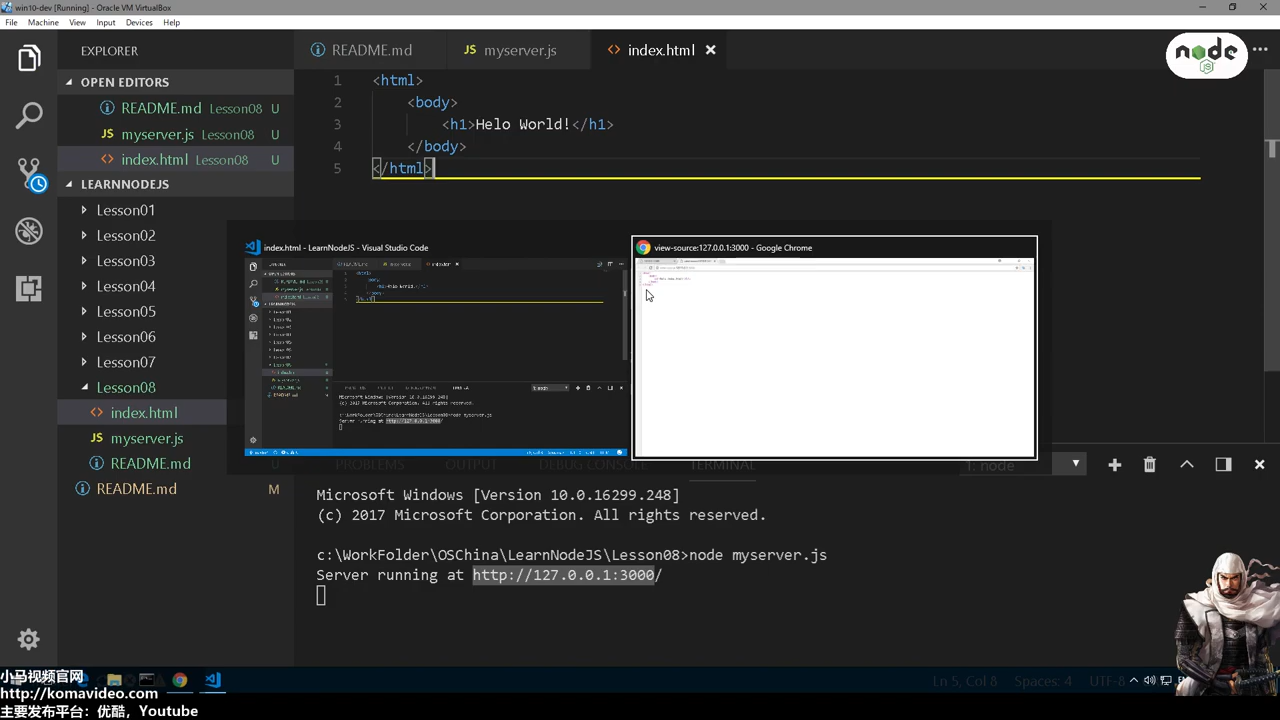 win10-dev [Running] - Oracle VM VirtualBox
File Machine View Input Devices Help
EXPLORER
README.md
myserver.js
index.html
node
JS
OPEN EDITORS
README.md Lesson08 U
JS myserver.js Lesson08 U
<> index.html Lesson08 U
LEARNNODEJS
Lesson01
Lesson02
Lesson03
Lesson04
Lesson05
Lesson06
Lesson07
Lesson08
<> index.html
JS myserver.js
README.md
README.md M
1 <html>
2 <body>
3 <h1>Helo World!</h1>
4 </body>
5 </html>
index.html - LearnNodeJS - Visual Studio Code
view-source:127.0.0.1:3000 - Google Chrome
PROBLEMS OUTPUT DEBUG CONSOLE TERMINAL
1: node
Microsoft Windows [Version 10.0.16299.248]
(c) 2017 Microsoft Corporation. All rights reserved.
c:\WorkFolder\OSChina\LearnNodeJS\Lesson08>node myserver.js
Server running at http://127.0.0.1:3000/
Ln 5, Col 8 Spaces: 4 UTF-8
小马视频官网
http://komavideo.com
主要发布平台：优酷，Youtube